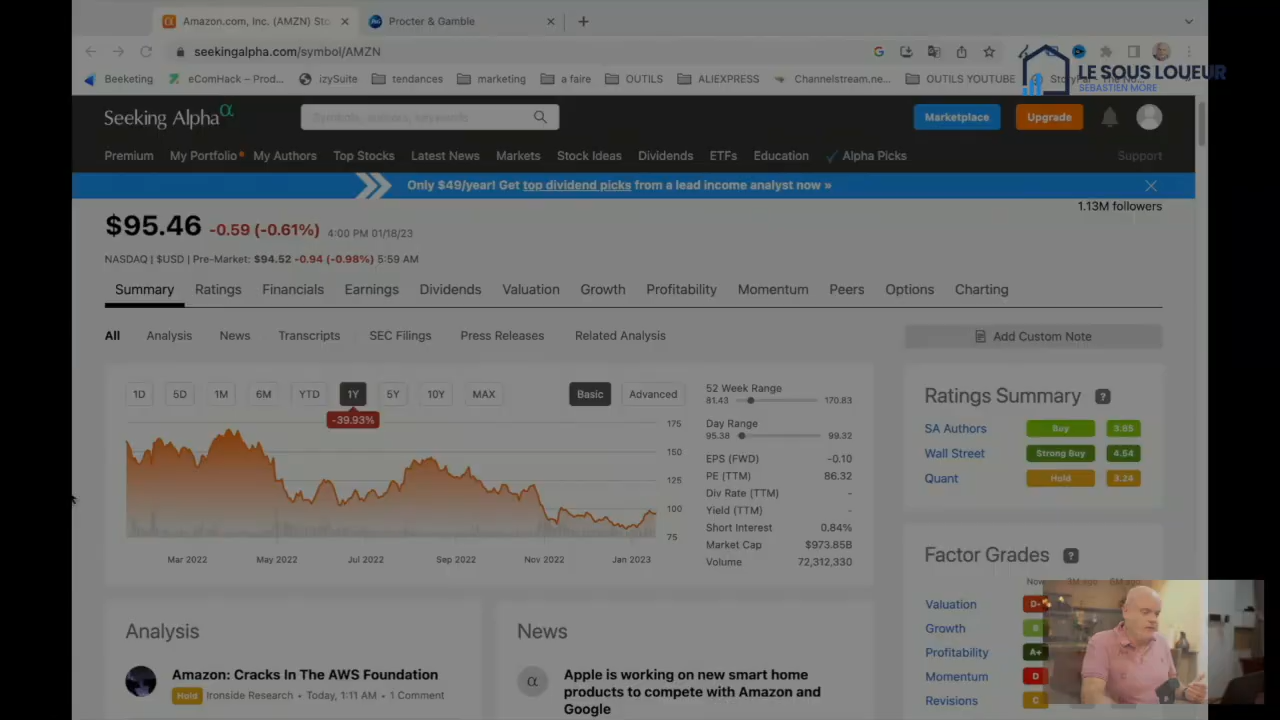 Amazon.com, Inc. (AMZN) Sto
Procter & Gamble
seekingalpha.com/symbol/AMZN
Beeketing
eComHack – Prod...
izySuite
tendances
marketing
a faire
OUTILS
ALIEXPRESS
Channelstream.ne...
OUTILS YOUTUBE
LE SOUS LOUEUR
SÉBASTIEN MORE
Seeking Alpha α
Symbols, authors, keywords
Marketplace
Upgrade
Premium
My Portfolio
My Authors
Top Stocks
Latest News
Markets
Stock Ideas
Dividends
ETFs
Education
Alpha Picks
Support
Only $49/year! Get top dividend picks from a lead income analyst now »
1.13M followers
$95.46 -0.59 (-0.61%) 4:00 PM 01/18/23
NASDAQ | $USD | Pre-Market: $94.52 -0.94 (-0.98%) 5:59 AM
Summary
Ratings
Financials
Earnings
Dividends
Valuation
Growth
Profitability
Momentum
Peers
Options
Charting
All
Analysis
News
Transcripts
SEC Filings
Press Releases
Related Analysis
Add Custom Note
1D
5D
1M
6M
YTD
1Y
5Y
10Y
MAX
Basic
Advanced
-39.93%
175
150
125
100
75
Mar 2022
May 2022
Jul 2022
Sep 2022
Nov 2022
Jan 2023
52 Week Range
81.43 170.83
Day Range
95.38 99.32
EPS (FWD) -0.10
PE (TTM) 86.32
Div Rate (TTM) -
Yield (TTM) -
Short Interest 0.84%
Market Cap $973.85B
Volume 72,312,330
Ratings Summary ?
SA Authors Buy 3.65
Wall Street Strong Buy 4.54
Quant Hold 3.24
Factor Grades ?
Now
Valuation D-
Growth B
Profitability A+
Momentum D
Revisions C
Analysis
Amazon: Cracks In The AWS Foundation
Hold Ironside Research • Today, 1:11 AM • 1 Comment
News
α
Apple is working on new smart home
products to compete with Amazon and
Google